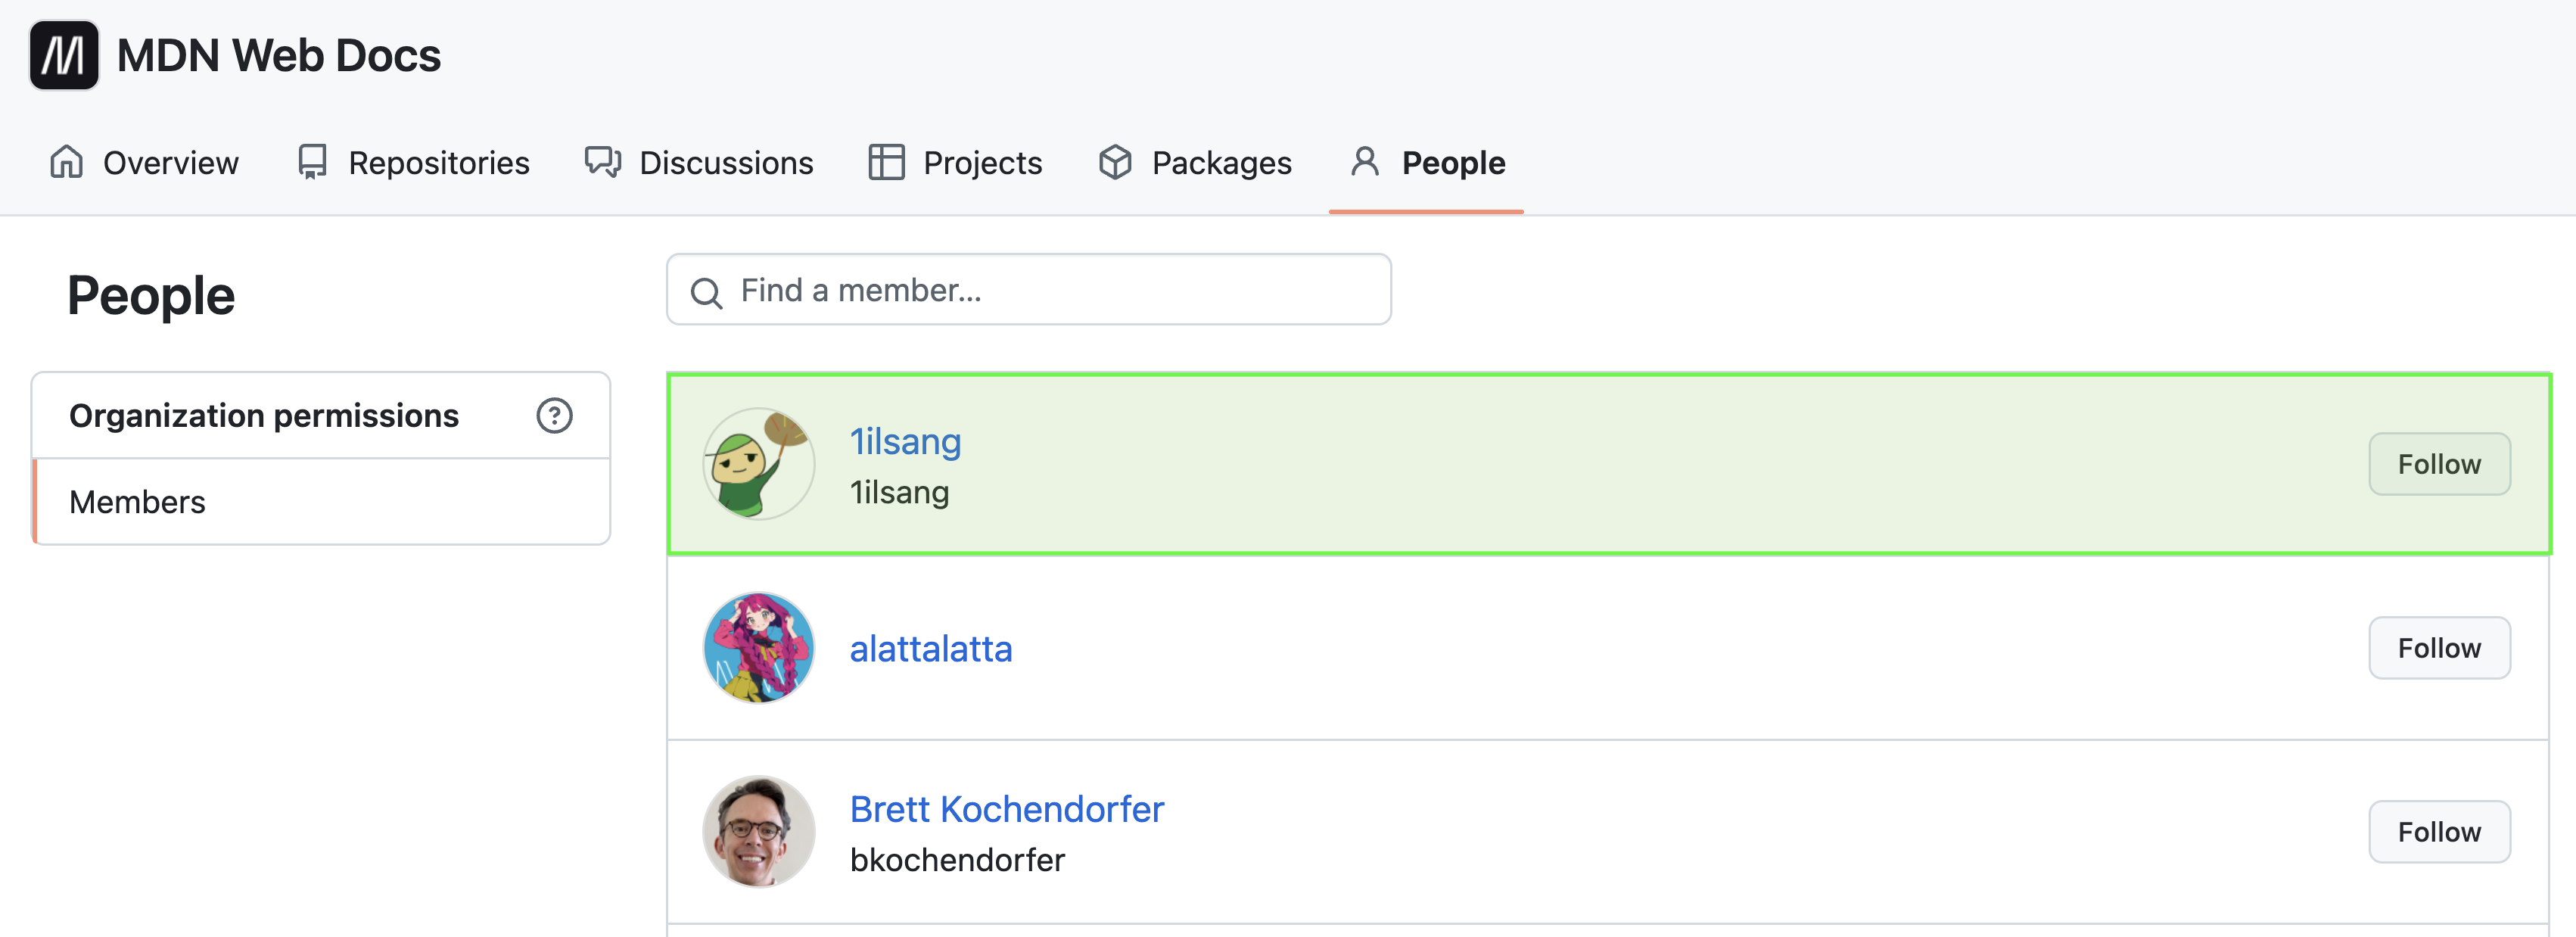 MDN Web Docs
Overview Repositories Discussions Projects Packages People
People
Find a member...
Organization permissions
Members
1ilsang
1ilsang
Follow
alattalatta
Follow
Brett Kochendorfer
bkochendorfer
Follow